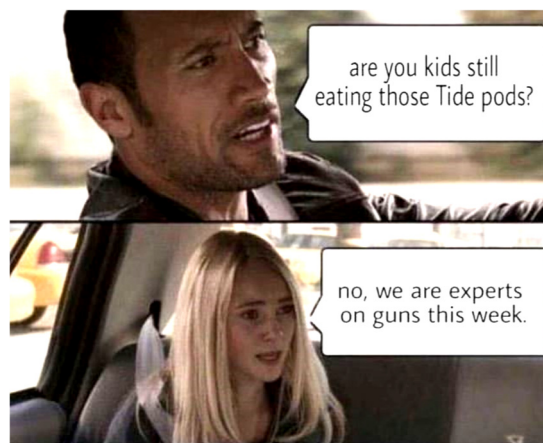 are you kids still
eating those Tide pods?
no, we are experts
on guns this week.